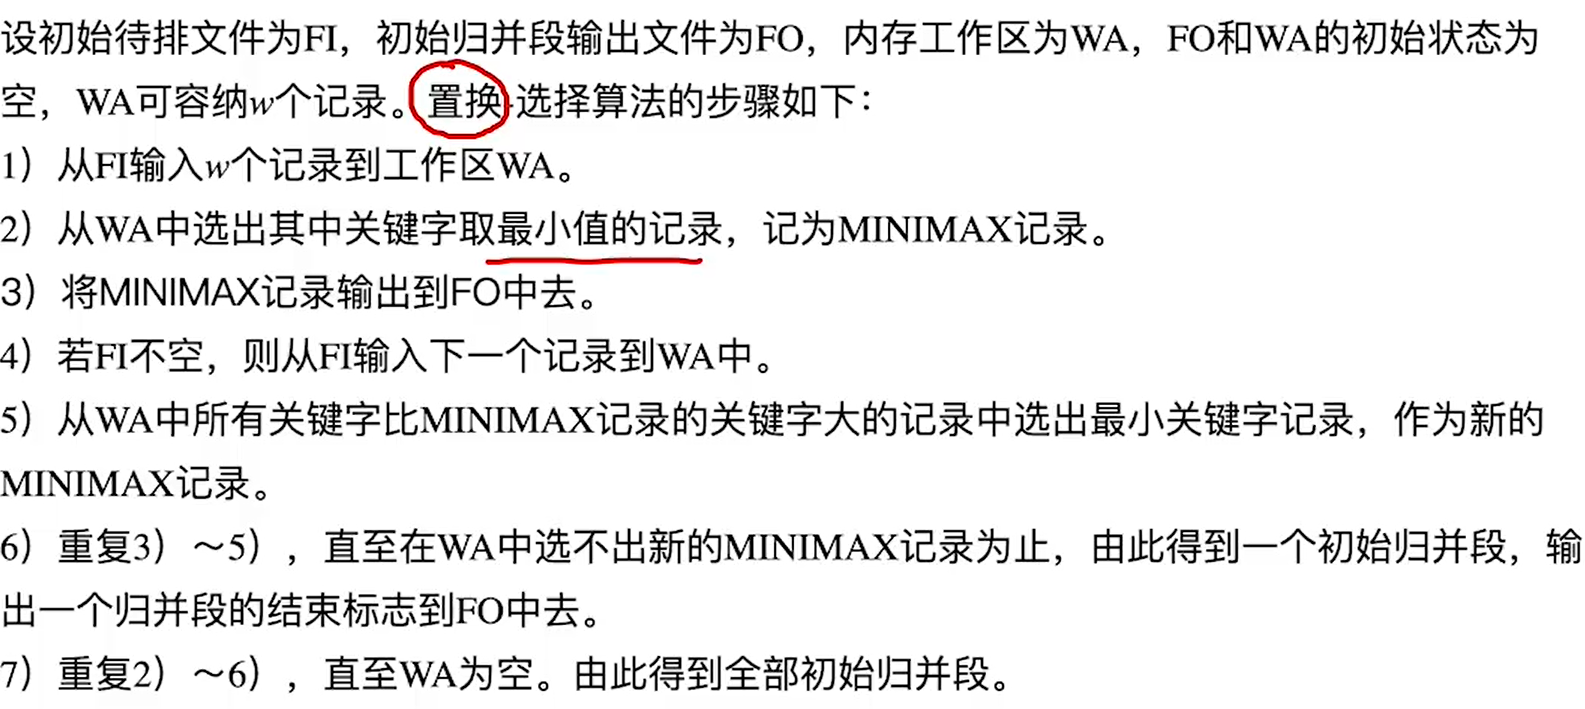 设初始待排文件为FI，初始归并段输出文件为FO，内存工作区为WA，FO和WA的初始状态为
空，WA可容纳w个记录。置换-选择算法的步骤如下：
1）从FI输入w个记录到工作区WA。
2）从WA中选出其中关键字取最小值的记录，记为MINIMAX记录。
3）将MINIMAX记录输出到FO中去。
4）若FI不空，则从FI输入下一个记录到WA中。
5）从WA中所有关键字比MINIMAX记录的关键字大的记录中选出最小关键字记录，作为新的
MINIMAX记录。
6）重复3）～5），直至在WA中选不出新的MINIMAX记录为止，由此得到一个初始归并段，输
出一个归并段的结束标志到FO中去。
7）重复2）～6），直至WA为空。由此得到全部初始归并段。